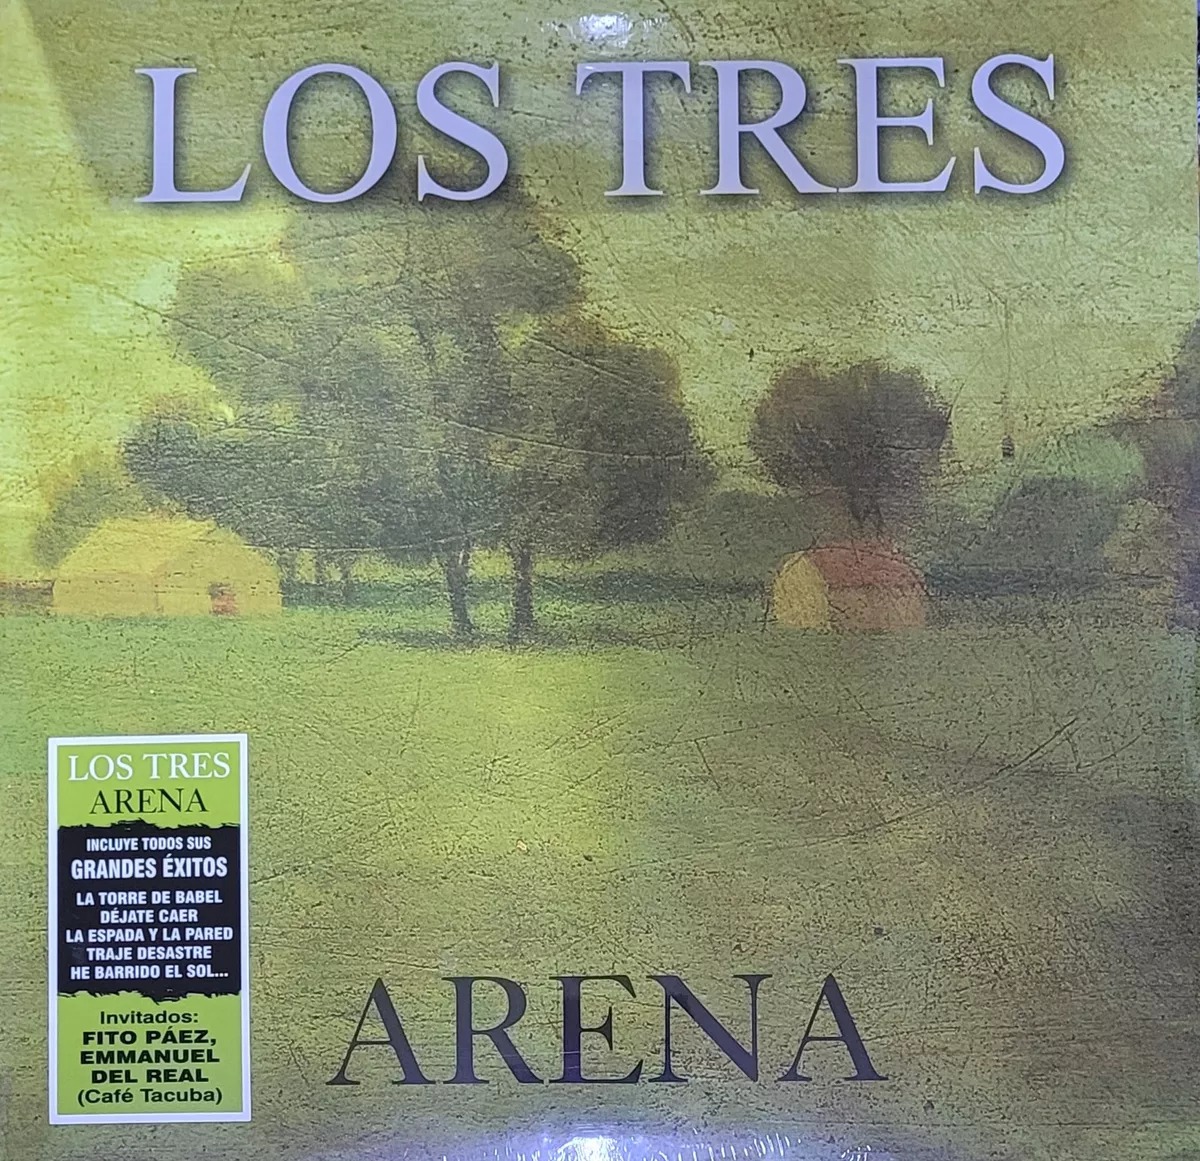 LOS TRES
LOS TRES
ARENA
INCLUYE TODOS SUS
GRANDES ÉXITOS
LA TORRE DE BABEL
DÉJATE CAER
LA ESPADA Y LA PARED
TRAJE DESASTRE
HE BARRIDO EL SOL...
Invitados:
FITO PÁEZ,
EMMANUEL
DEL REAL
(Café Tacuba)
ARENA